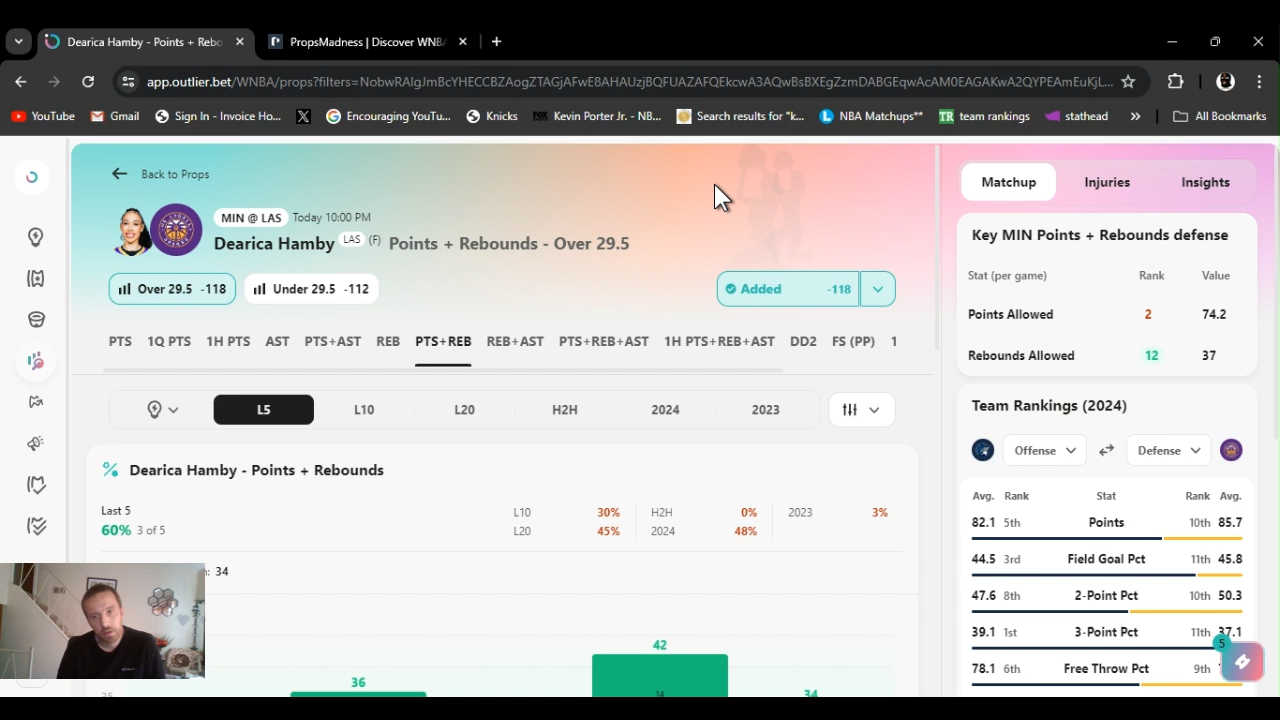 Dearica Hamby - Points + Rebo
PropsMadness | Discover WNB
app.outlier.bet/WNBA/props?filters=NobwRAlgJmBcYHECCBZAogZTAGjAFwE8AHAUzjBQFUAZAFQEkcwA3AQwBsBXEgZzmDABGEqwAcAM0EAGAKwA2QYPEAmEuKjL...
YouTube
Gmail
Sign In - Invoice Ho...
Encouraging YouTu...
Knicks
Kevin Porter Jr. - NB...
Search results for "k...
NBA Matchups**
TR team rankings
stathead
»
All Bookmarks
Back to Props
MIN @ LAS Today 10:00 PM
Dearica Hamby LAS (F) Points + Rebounds - Over 29.5
Over 29.5 -118
Under 29.5 -112
Added -118
PTS 1Q PTS 1H PTS AST PTS+AST REB PTS+REB REB+AST PTS+REB+AST 1H PTS+REB+AST DD2 FS (PP) 1
L5 L10 L20 H2H 2024 2023
Dearica Hamby - Points + Rebounds
Last 5
60% 3 of 5
L10 30% H2H 0% 2023 3%
L20 45% 2024 48%
: 34
42
36
34
14
Matchup Injuries Insights
Key MIN Points + Rebounds defense
Stat (per game) Rank Value
Points Allowed 2 74.2
Rebounds Allowed 12 37
Team Rankings (2024)
Offense Defense
Avg. Rank Stat Rank Avg.
82.1 5th Points 10th 85.7
44.5 3rd Field Goal Pct 11th 45.8
47.6 8th 2-Point Pct 10th 50.3
39.1 1st 3-Point Pct 11th 37.1
5
78.1 6th Free Throw Pct 9th